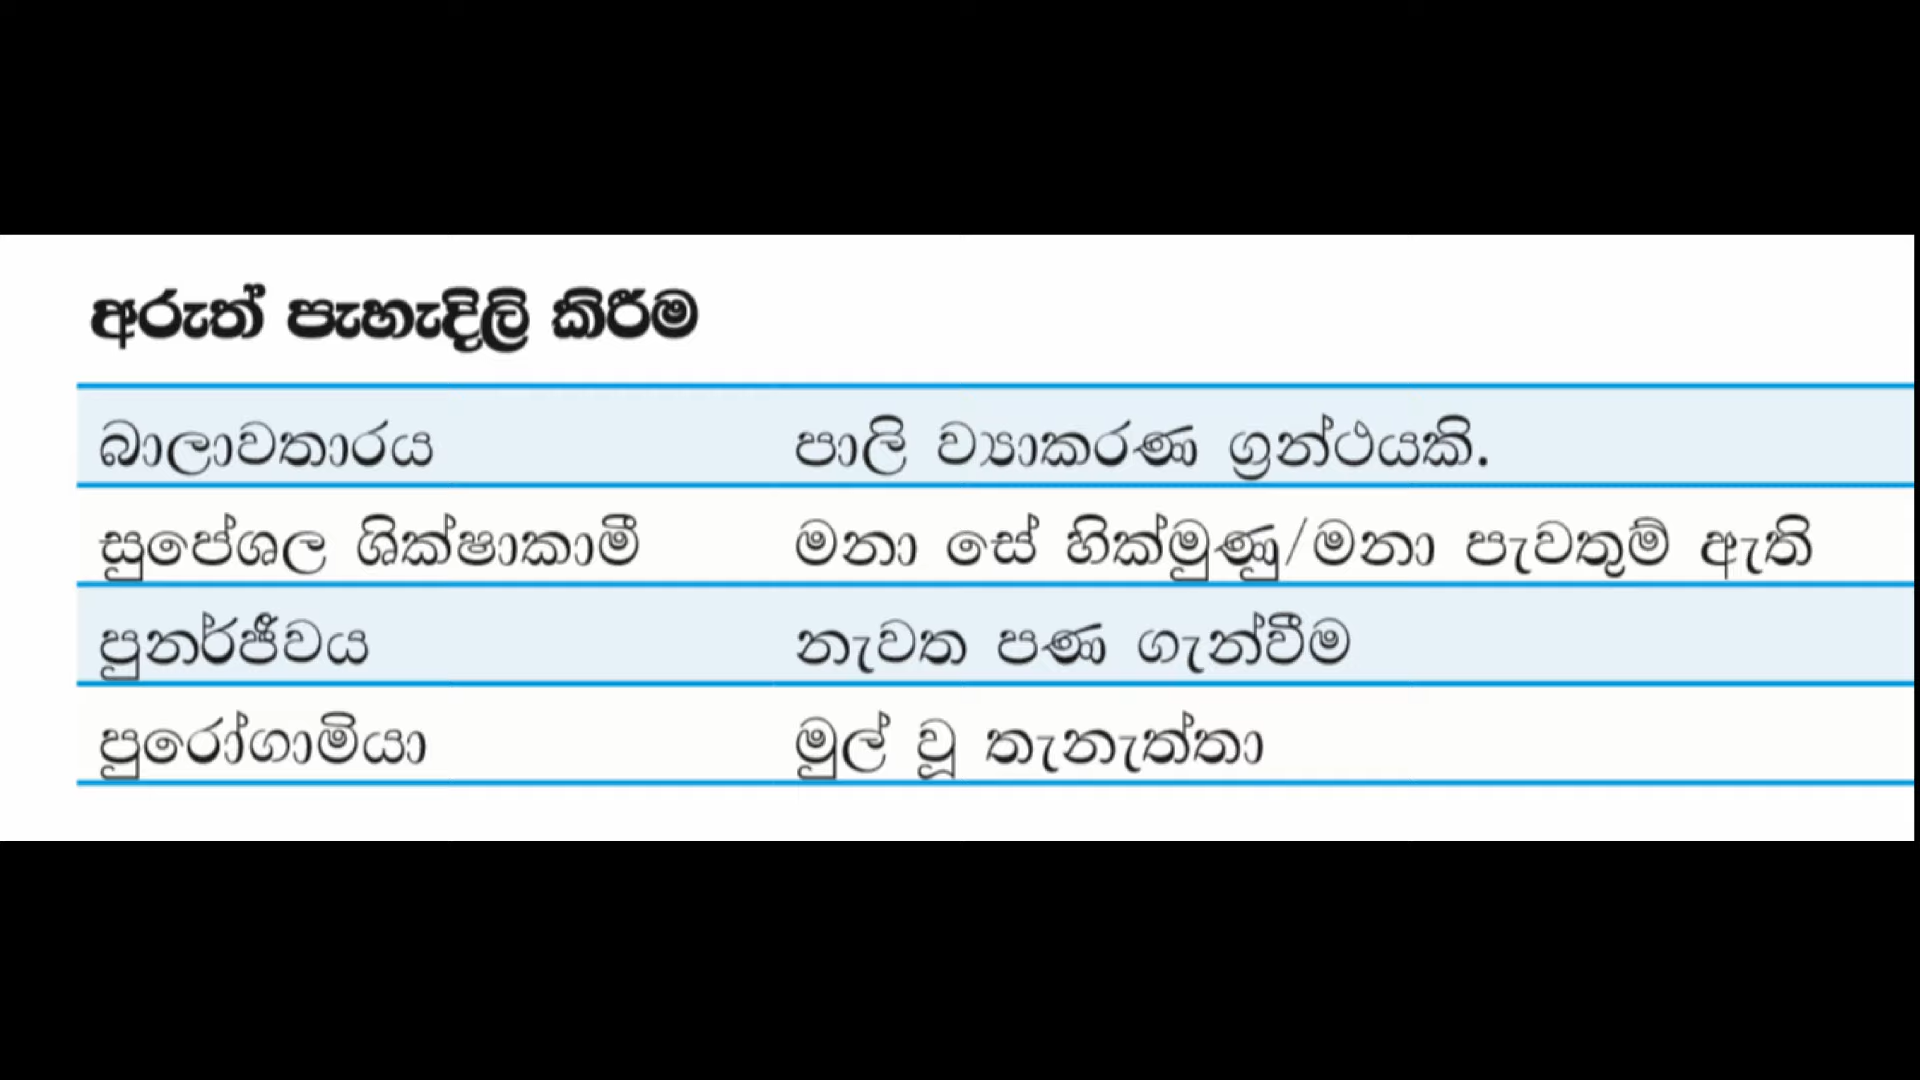 අරුත් පැහැදිලි කිරීම
බාලාවතාරය පාලි ව්‍යාකරණ ග්‍රන්ථයකි.
සුපේශල ශික්ෂාකාමී මනා සේ හික්මුණු/මනා පැවතුම් ඇති
පුනර්ජීවය නැවත පණ ගැන්වීම
පුරෝගාමියා මුල් වූ තැනැත්තා